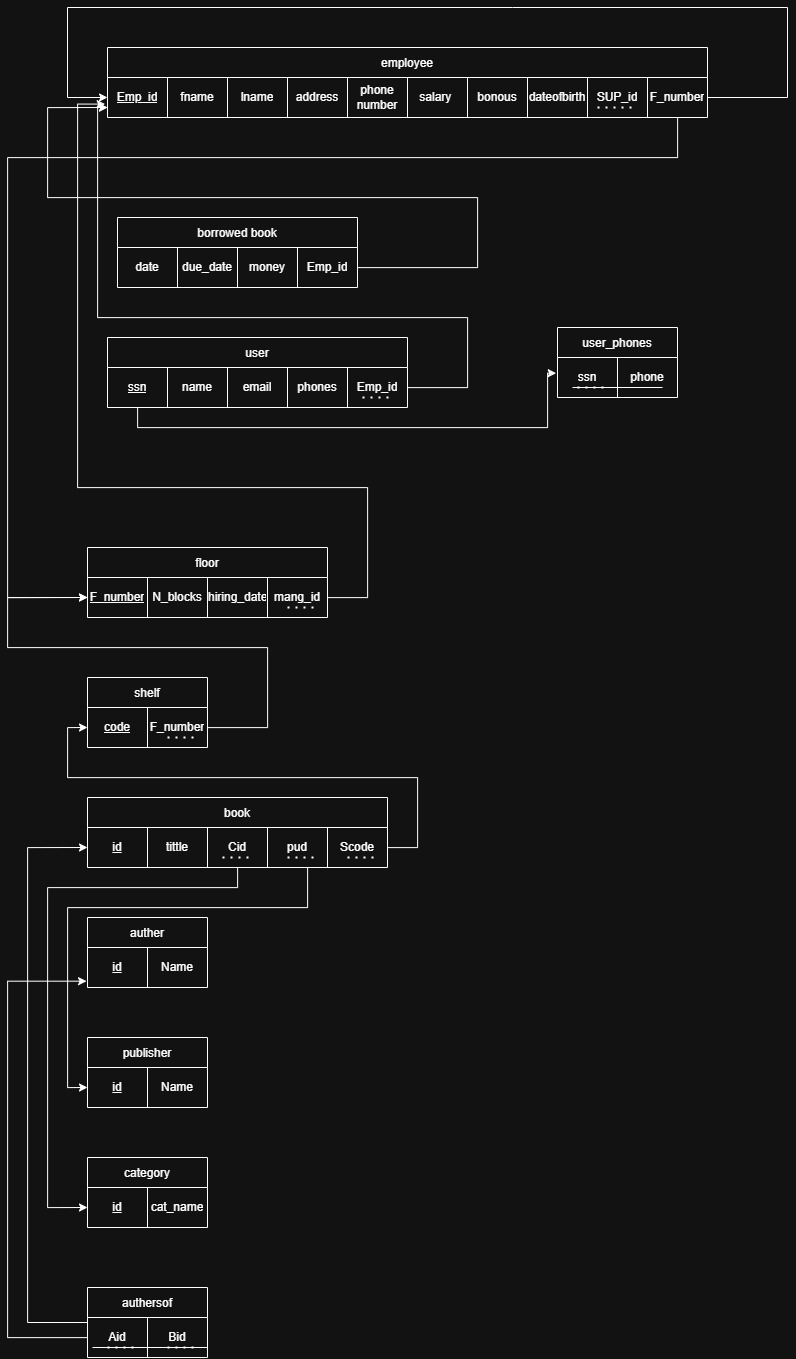 employee
Emp_id fname lname address phone number salary bonous dateofbirth SUP_id F_number
borrowed book
date due_date money Emp_id
user
ssn name email phones Emp_id
user_phones
ssn phone
floor
F_number N_blocks hiring_date mang_id
shelf
code F_number
book
id tittle Cid pud Scode
auther
id Name
publisher
id Name
category
id cat_name
authersof
Aid Bid